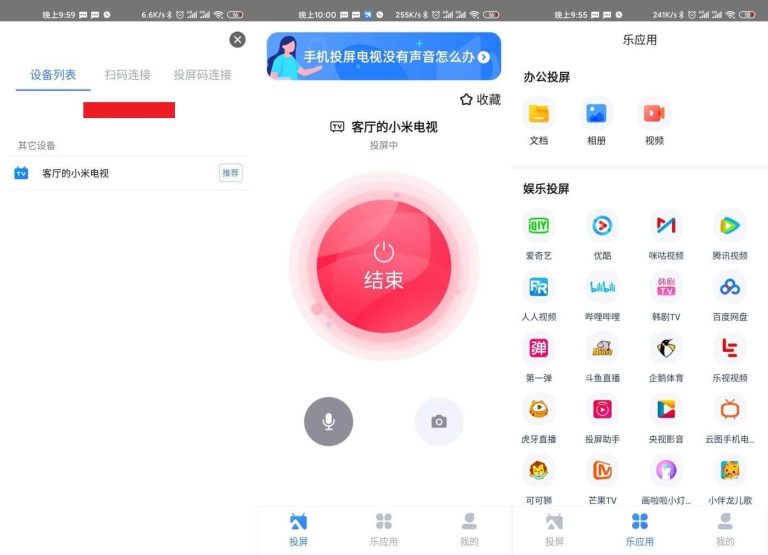 晚上9:59
6.6K/s
16
设备列表
扫码连接
投屏码连接
其它设备
TV
客厅的小米电视
推荐
晚上10:00
255K/s
16
手机投屏电视没有声音怎么办
收藏
TV
客厅的小米电视
投屏中
结束
投屏
乐应用
我的
晚上9:55
241K/s
16
乐应用
办公投屏
文档
相册
视频
娱乐投屏
iQIYI
爱奇艺
优酷
咪咕视频
腾讯视频
人人视频
bilibili
哔哩哔哩
韩剧
TV
韩剧TV
百度网盘
弹
第一弹
斗鱼直播
企鹅体育
乐视视频
虎牙直播
投屏助手
央视影音
云图手机电...
可可狮
芒果TV
画啦啦小灯...
小伴龙儿歌
投屏
乐应用
我的